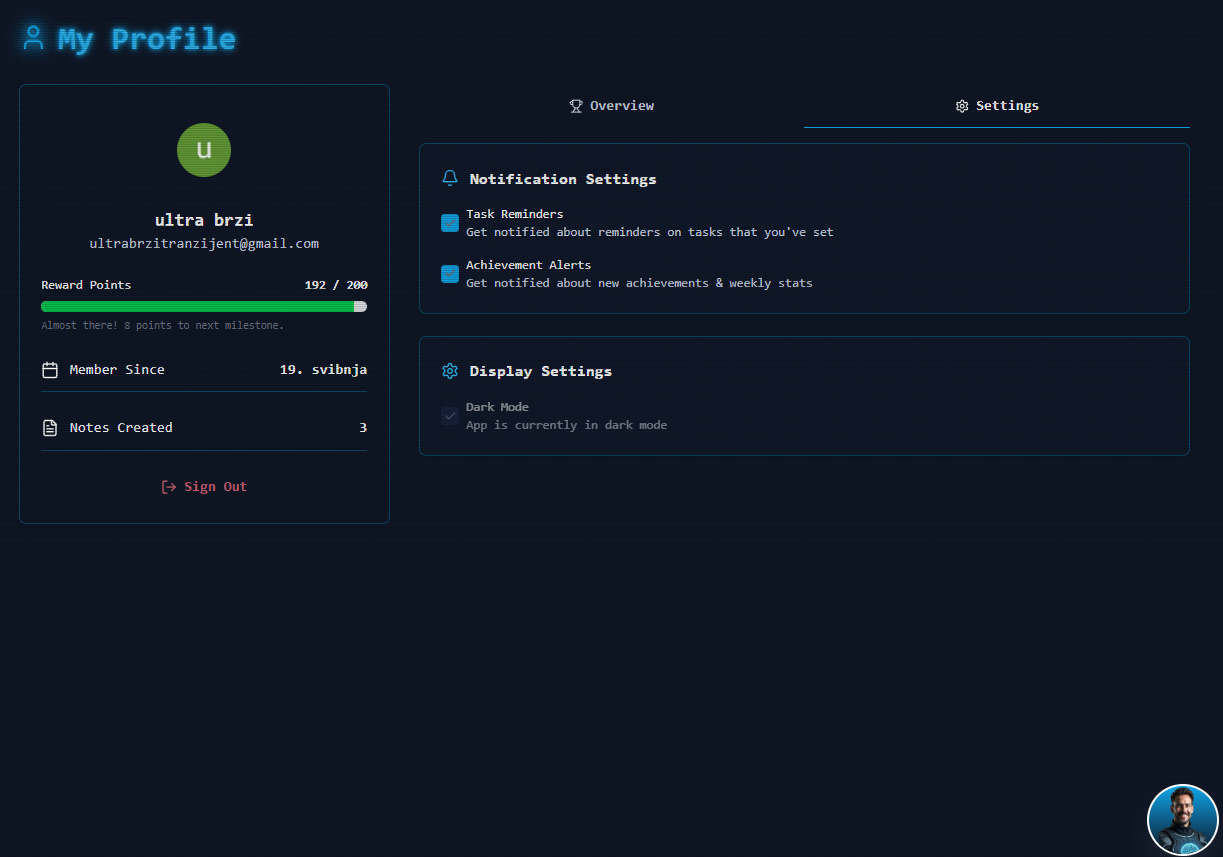 My Profile
U
ultra brzi
ultrabrzitranzijent@gmail.com
Reward Points 192 / 200
Almost there! 8 points to next milestone.
Member Since 19. svibnja
Notes Created 3
Sign Out
Overview Settings
Notification Settings
Task Reminders
Get notified about reminders on tasks that you've set
Achievement Alerts
Get notified about new achievements & weekly stats
Display Settings
Dark Mode
App is currently in dark mode